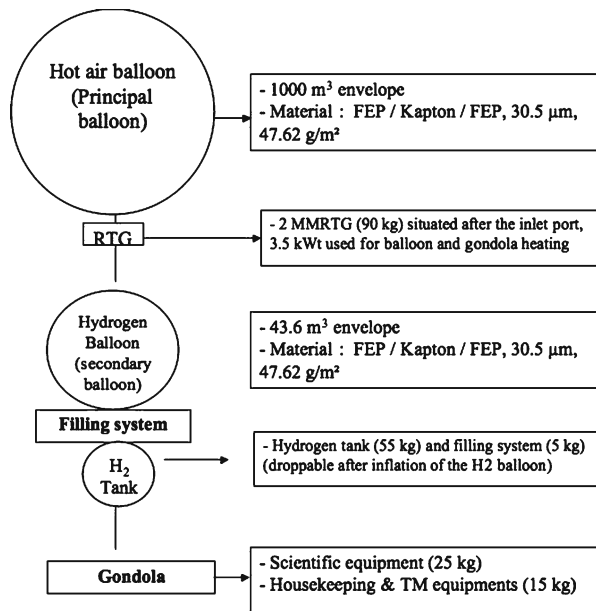 Hot air balloon
(Principal
balloon)
- 1000 m³ envelope
- Material : FEP / Kapton / FEP, 30.5 µm,
47.62 g/m²
RTG
- 2 MMRTG (90 kg) situated after the inlet port,
3.5 kWt used for balloon and gondola heating
Hydrogen
Balloon
(secondary
balloon)
- 43.6 m³ envelope
- Material : FEP / Kapton / FEP, 30.5 µm,
47.62 g/m²
Filling system
H₂
Tank
- Hydrogen tank (55 kg) and filling system (5 kg)
(droppable after inflation of the H2 balloon)
Gondola
- Scientific equipment (25 kg)
- Housekeeping & TM equipments (15 kg)